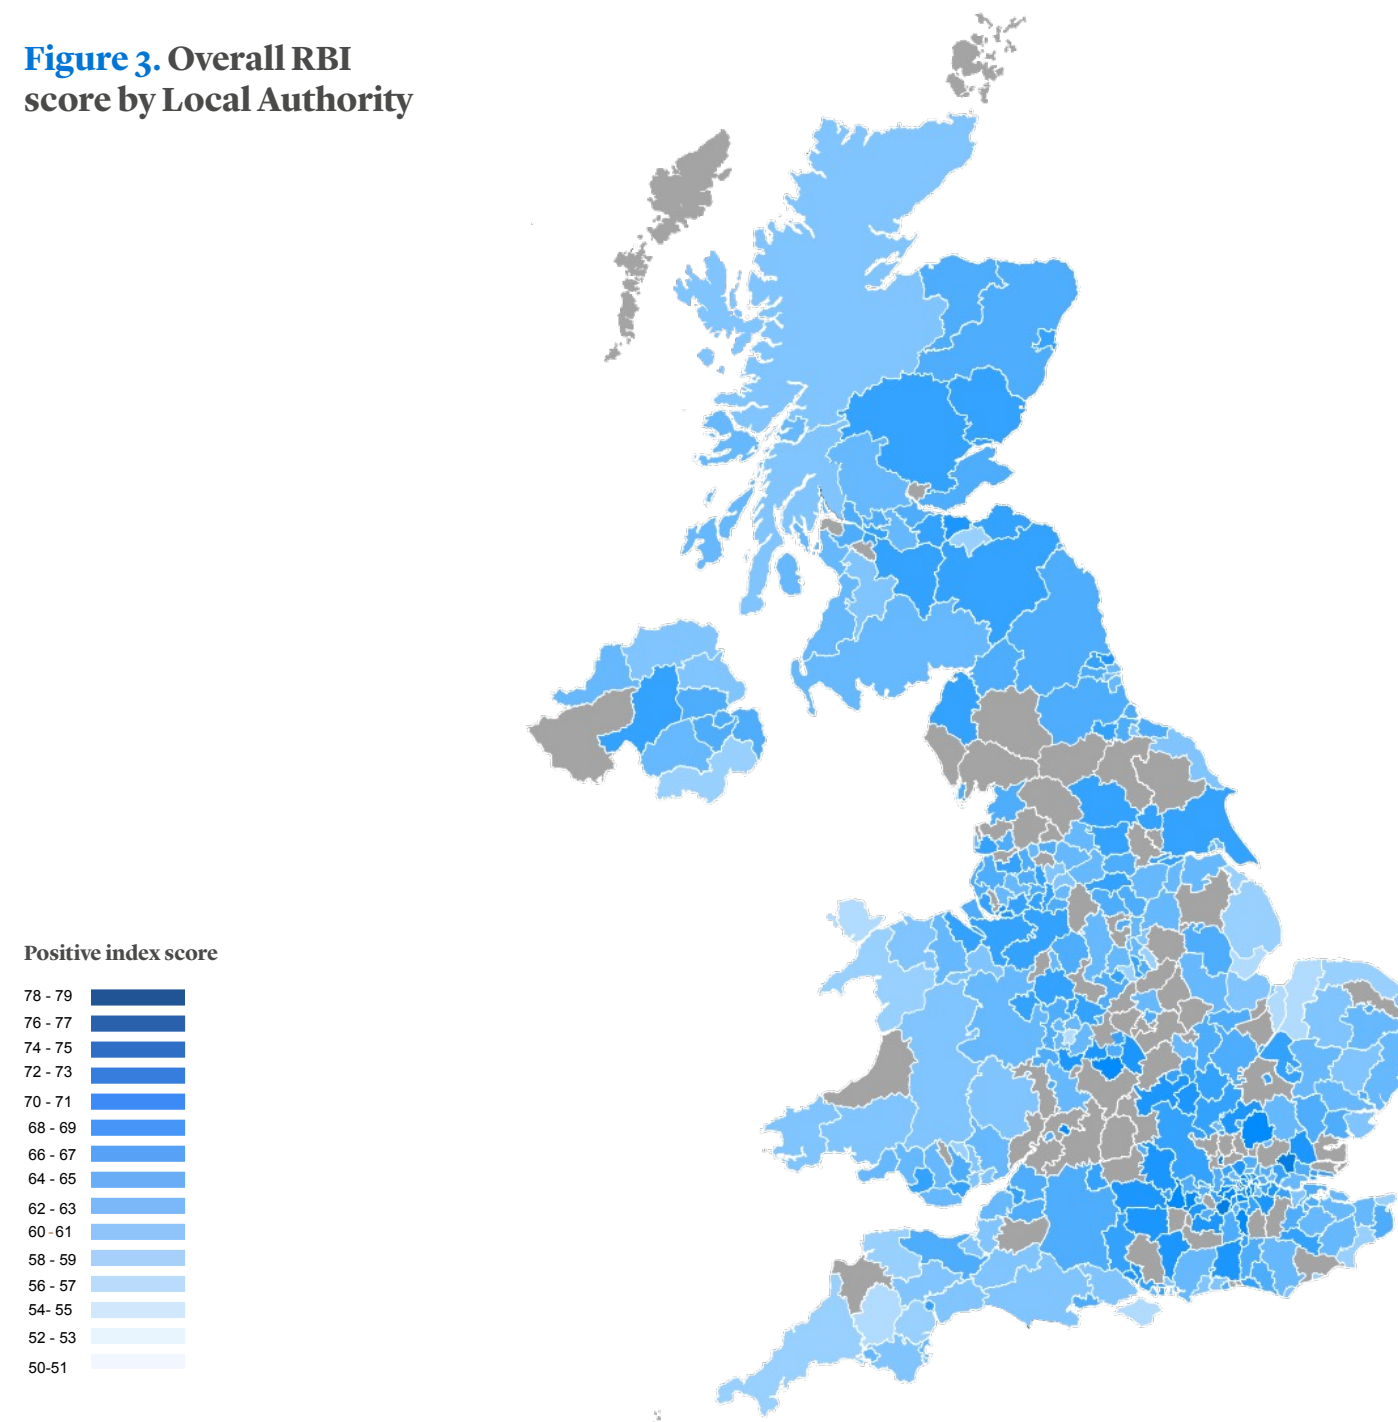 Figure 3. Overall RBI
score by Local Authority
Positive index score
78 - 79
76 - 77
74 - 75
72 - 73
70 - 71
68 - 69
66 - 67
64 - 65
62 - 63
60 -61
58 - 59
56 - 57
54- 55
52 - 53
50-51